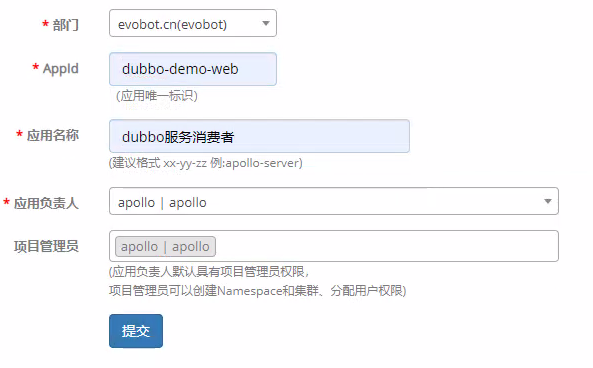 * 部门 evobot.cn(evobot)
* AppId dubbo-demo-web
(应用唯一标识)
* 应用名称 dubbo服务消费者
(建议格式 xx-yy-zz 例:apollo-server)
* 应用负责人 apollo | apollo
项目管理员 apollo | apollo
(应用负责人默认具有项目管理员权限，
项目管理员可以创建Namespace和集群、分配用户权限)
提交